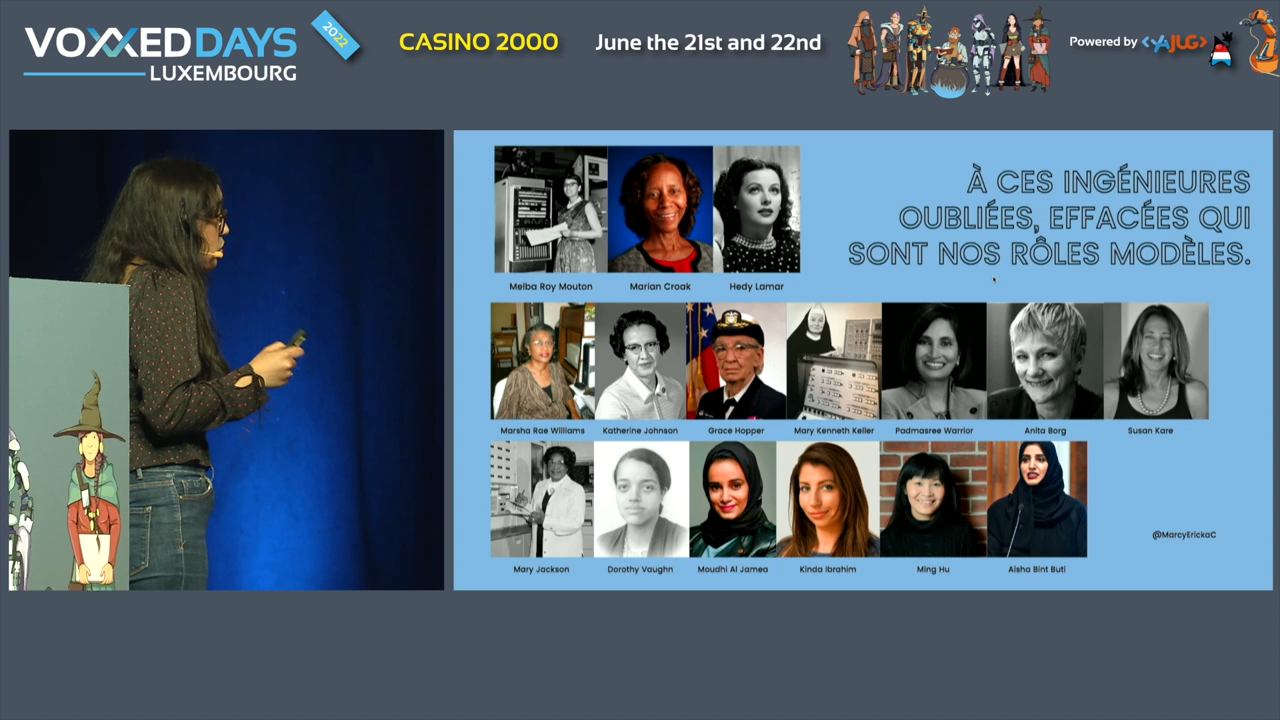 VOXXEDDAYS
LUXEMBOURG
2022
CASINO 2000
June the 21st and 22nd
Powered by <YAJUG>
À CES INGÉNIEURES
OUBLIÉES, EFFACÉES QUI
SONT NOS RÔLES MODÈLES.
Melba Roy Mouton
Marian Croak
Hedy Lamar
Marsha Rae Williams
Katherine Johnson
Grace Hopper
Mary Kenneth Keller
Padmasree Warrior
Anita Borg
Susan Kare
Mary Jackson
Dorothy Vaughn
Moudhi Al Jamea
Kinda Ibrahim
Ming Hu
Aisha Bint Buti
@MarcyErickaC